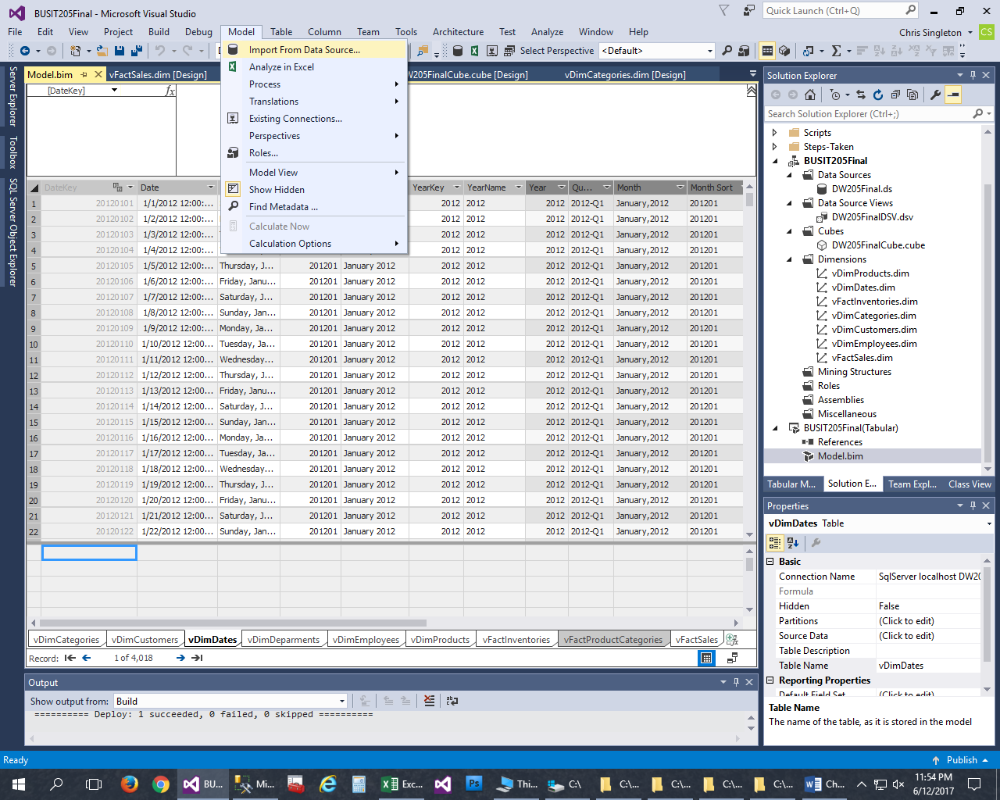 BUSIT205Final - Microsoft Visual Studio
Quick Launch (Ctrl+Q)
File Edit View Project Build Debug Model Table Column Team Tools Architecture Test Analyze Window Help
Chris Singleton CS
Select Perspective <Default>
Import From Data Source...
Analyze in Excel
Process
Translations
Existing Connections...
Perspectives
Roles...
Model View
Show Hidden
Find Metadata ...
Calculate Now
Calculation Options
Server Explorer
Toolbox
SQL Server Object Explorer
Model.bim vFactSales.dim [Design] W205FinalCube.cube [Design] vDimCategories.dim [Design]
[DateKey] fx
DateKey Date YearKey YearName Year Qu... Month Month Sort
1 20120101 1/1/2012 12:00:... 2012 2012 2012 2012-Q1 January,2012 201201
2 20120102 1/2/2012 12:00:... 2012 2012 2012 2012-Q1 January,2012 201201
3 20120103 1/3/2012 12:00:... 2012 2012 2012 2012-Q1 January,2012 201201
4 20120104 1/4/2012 12:00:... 2012 2012 2012 2012-Q1 January,2012 201201
5 20120105 1/5/2012 12:00:... Thursday, J... 201201 January 2012 2012 2012 2012 2012-Q1 January,2012 201201
6 20120106 1/6/2012 12:00:... Friday, Janu... 201201 January 2012 2012 2012 2012 2012-Q1 January,2012 201201
7 20120107 1/7/2012 12:00:... Saturday, J... 201201 January 2012 2012 2012 2012 2012-Q1 January,2012 201201
8 20120108 1/8/2012 12:00:... Sunday, Jan... 201201 January 2012 2012 2012 2012 2012-Q1 January,2012 201201
9 20120109 1/9/2012 12:00:... Monday, Ja... 201201 January 2012 2012 2012 2012 2012-Q1 January,2012 201201
10 20120110 1/10/2012 12:00... Tuesday, Ja... 201201 January 2012 2012 2012 2012 2012-Q1 January,2012 201201
11 20120111 1/11/2012 12:00... Wednesday... 201201 January 2012 2012 2012 2012 2012-Q1 January,2012 201201
12 20120112 1/12/2012 12:00... Thursday, J... 201201 January 2012 2012 2012 2012 2012-Q1 January,2012 201201
13 20120113 1/13/2012 12:00... Friday, Janu... 201201 January 2012 2012 2012 2012 2012-Q1 January,2012 201201
14 20120114 1/14/2012 12:00... Saturday, J... 201201 January 2012 2012 2012 2012 2012-Q1 January,2012 201201
15 20120115 1/15/2012 12:00... Sunday, Jan... 201201 January 2012 2012 2012 2012 2012-Q1 January,2012 201201
16 20120116 1/16/2012 12:00... Monday, Ja... 201201 January 2012 2012 2012 2012 2012-Q1 January,2012 201201
17 20120117 1/17/2012 12:00... Tuesday, Ja... 201201 January 2012 2012 2012 2012 2012-Q1 January,2012 201201
18 20120118 1/18/2012 12:00... Wednesday... 201201 January 2012 2012 2012 2012 2012-Q1 January,2012 201201
19 20120119 1/19/2012 12:00... Thursday, J... 201201 January 2012 2012 2012 2012 2012-Q1 January,2012 201201
20 20120120 1/20/2012 12:00... Friday, Janu... 201201 January 2012 2012 2012 2012 2012-Q1 January,2012 201201
21 20120121 1/21/2012 12:00... Saturday, J... 201201 January 2012 2012 2012 2012 2012-Q1 January,2012 201201
22 20120122 1/22/2012 12:00... Sunday, Jan... 201201 January 2012 2012 2012 2012 2012-Q1 January,2012 201201
vDimCategories vDimCustomers vDimDates vDimDeparments vDimEmployees vDimProducts vFactInventories vFactProductCategories vFactSales
Record: 1 of 4,018
Output
Show output from: Build
========== Deploy: 1 succeeded, 0 failed, 0 skipped ==========
Solution Explorer
Search Solution Explorer (Ctrl+;)
Scripts
Steps-Taken
BUSIT205Final
Data Sources
DW205Final.ds
Data Source Views
DW205FinalDSV.dsv
Cubes
DW205FinalCube.cube
Dimensions
vDimProducts.dim
vDimDates.dim
vFactInventories.dim
vDimCategories.dim
vDimCustomers.dim
vDimEmployees.dim
vFactSales.dim
Mining Structures
Roles
Assemblies
Miscellaneous
BUSIT205Final(Tabular)
References
Model.bim
Tabular M... Solution E... Team Expl... Class View
Properties
vDimDates Table
Basic
Connection Name SqlServer localhost DW20
Formula
Hidden False
Partitions (Click to edit)
Source Data (Click to edit)
Table Description
Table Name vDimDates
Reporting Properties
Default Field Set (Click to edit)
Table Name
The name of the table, as it is stored in the model
Ready
Publish
BU... Mi... Exc... Ps Thi... C:\ C:\... C:\... C:\... C:\... Ch...
11:54 PM
6/12/2017